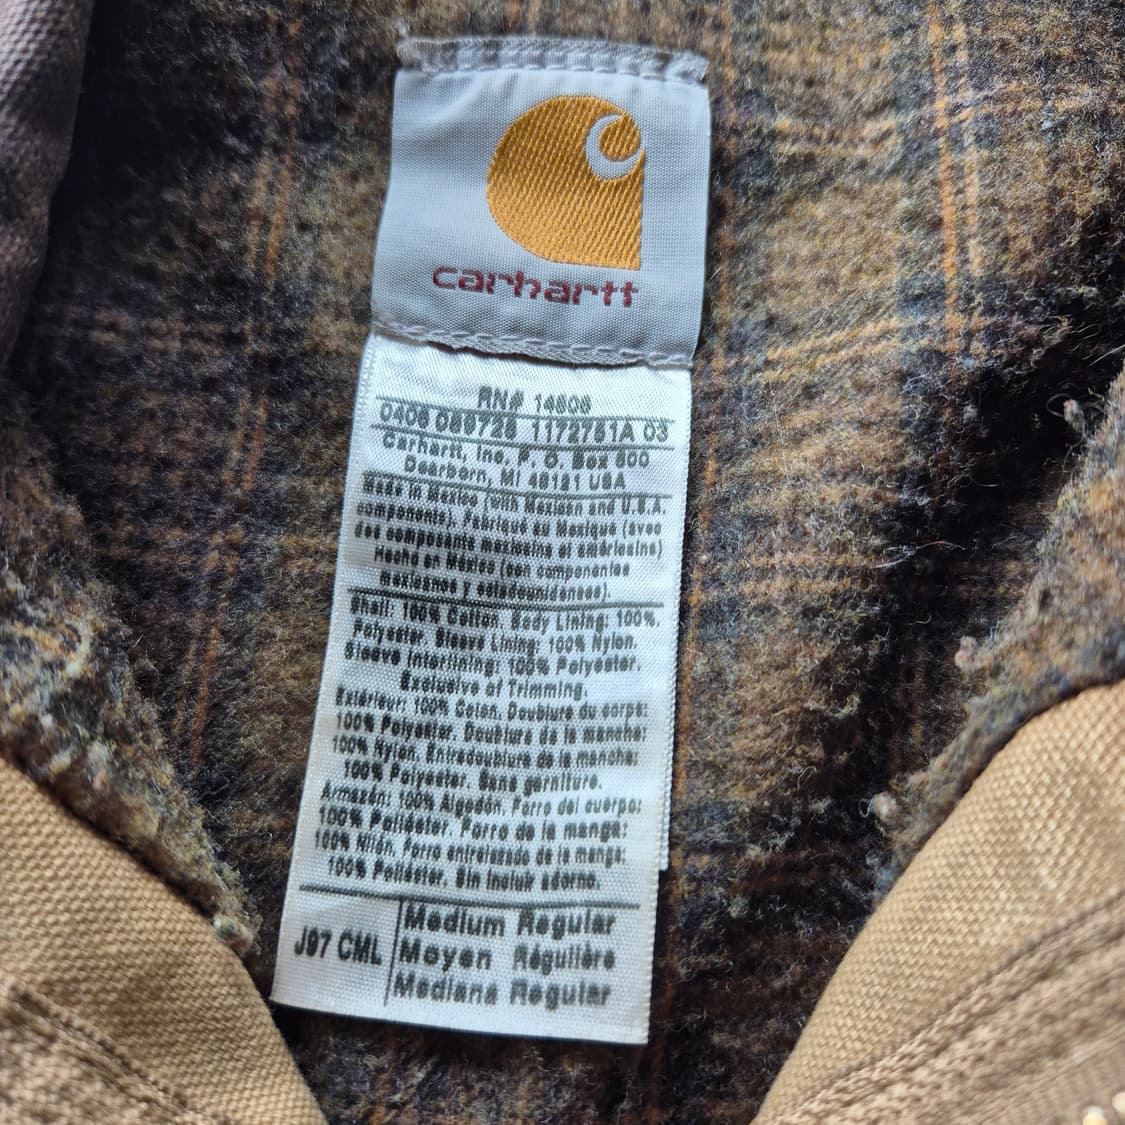 carhartt
RN# 14806
0406 089726 1172781A 03
Carhartt, Inc, P. O. Box 600
Dearborn, MI 48121 USA
Made in Mexico (with Mexican and U.S.A.
components). Fabriqué au Mexique (avec
des composants mexicains et américains)
Hecho en México (con componentes
mexicanos y estadounidenses).
Shell: 100% Cotton. Body Lining: 100%.
Polyester. Sleeve Lining: 100% Nylon.
Sleeve Interlining: 100% Polyester.
Exclusive of Trimming.
Extérieur: 100% Coton. Doublure du corps:
100% Polyester. Doublure de la manche:
100% Nylon. Entredoublure de la manche:
100% Polyester. Sans garniture.
Armazón: 100% Algodón. Forro del cuerpo:
100% Poliéster. Forro de la manga:
100% Nilón. Forro entrelazado de la manga:
100% Poliéster. Sin incluir adorno.
J97 CML
Medium Regular
Moyen Régulière
Mediana Regular